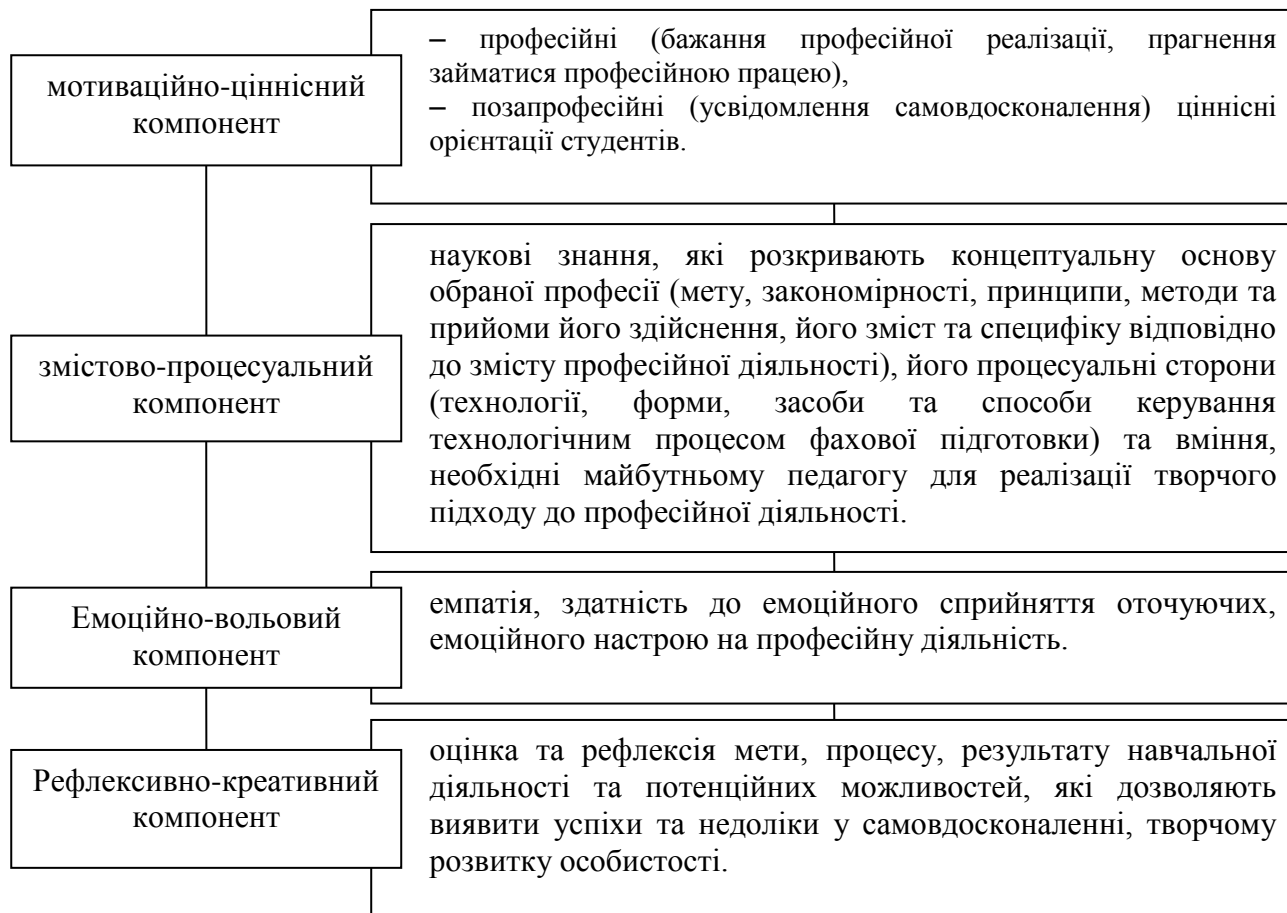 мотиваційно-ціннісний
компонент
– професійні (бажання професійної реалізації, прагнення
займатися професійною працею),
– позапрофесійні (усвідомлення самовдосконалення) ціннісні
орієнтації студентів.
змістово-процесуальний
компонент
наукові знання, які розкривають концептуальну основу
обраної професії (мету, закономірності, принципи, методи та
прийоми його здійснення, його зміст та специфіку відповідно
до змісту професійної діяльності), його процесуальні сторони
(технології, форми, засоби та способи керування
технологічним процесом фахової підготовки) та вміння,
необхідні майбутньому педагогу для реалізації творчого
підходу до професійної діяльності.
Емоційно-вольовий
компонент
емпатія, здатність до емоційного сприйняття оточуючих,
емоційного настрою на професійну діяльність.
Рефлексивно-креативний
компонент
оцінка та рефлексія мети, процесу, результату навчальної
діяльності та потенційних можливостей, які дозволяють
виявити успіхи та недоліки у самовдосконаленні, творчому
розвитку особистості.